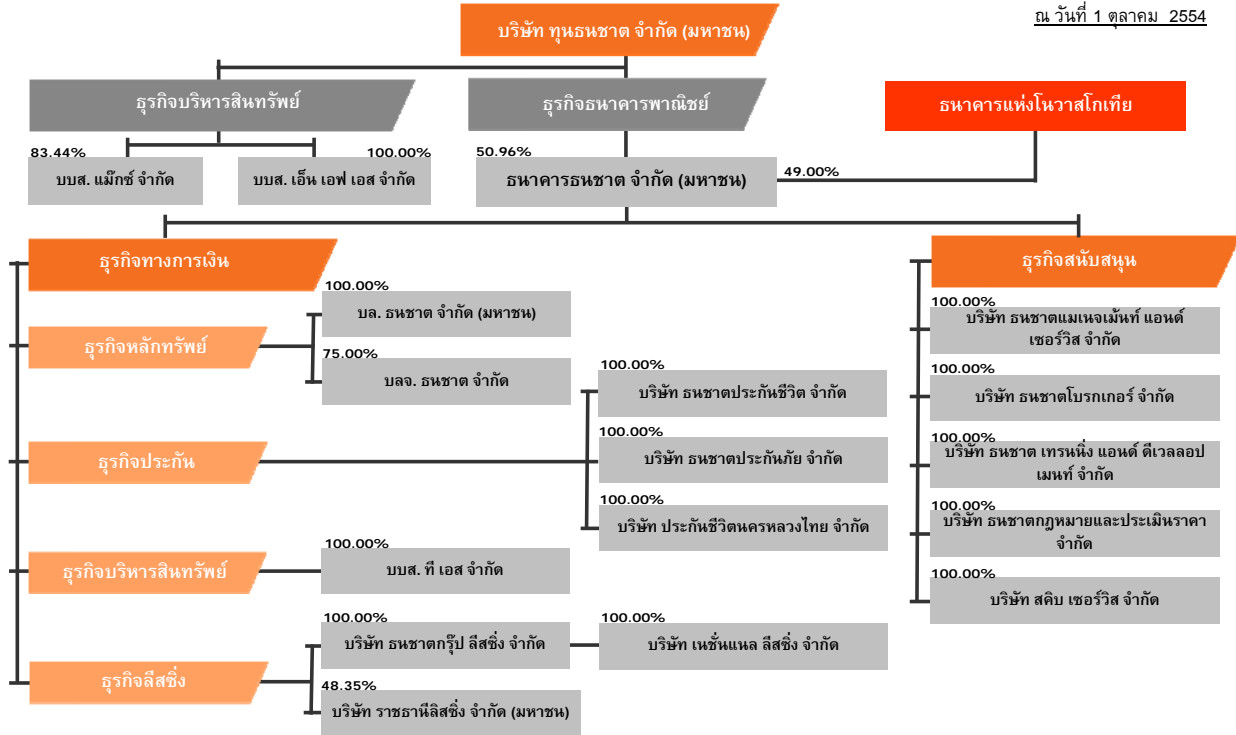 ณ วันที่ 1 ตุลาคม 2554
บริษัท ทุนธนชาต จำกัด (มหาชน)
ธุรกิจบริหารสินทรัพย์
ธุรกิจธนาคารพาณิชย์
ธนาคารแห่งโนวาสโกเทีย
83.44%
บบส. แม๊กซ์ จำกัด
100.00%
บบส. เอ็น เอฟ เอส จำกัด
50.96%
ธนาคารธนชาต จำกัด (มหาชน)
49.00%
ธุรกิจทางการเงิน
ธุรกิจหลักทรัพย์
100.00%
บล. ธนชาต จำกัด (มหาชน)
75.00%
บลจ. ธนชาต จำกัด
ธุรกิจประกัน
100.00%
บริษัท ธนชาตประกันชีวิต จำกัด
100.00%
บริษัท ธนชาตประกันภัย จำกัด
100.00%
บริษัท ประกันชีวิตนครหลวงไทย จำกัด
ธุรกิจบริหารสินทรัพย์
100.00%
บบส. ที เอส จำกัด
ธุรกิจลีสซิ่ง
100.00%
บริษัท ธนชาตกรุ๊ป ลีสซิ่ง จำกัด
100.00%
บริษัท เนชั่นแนล ลีสซิ่ง จำกัด
48.35%
บริษัท ราชธานีลิสซิ่ง จำกัด (มหาชน)
ธุรกิจสนับสนุน
100.00%
บริษัท ธนชาตแมเนจเม้นท์ แอนด์
เซอร์วิส จำกัด
100.00%
บริษัท ธนชาตโบรกเกอร์ จำกัด
100.00%
บริษัท ธนชาต เทรนนิ่ง แอนด์ ดีเวลลอป
เมนท์ จำกัด
100.00%
บริษัท ธนชาตกฎหมายและประเมินราคา
จำกัด
100.00%
บริษัท สคิบ เซอร์วิส จำกัด